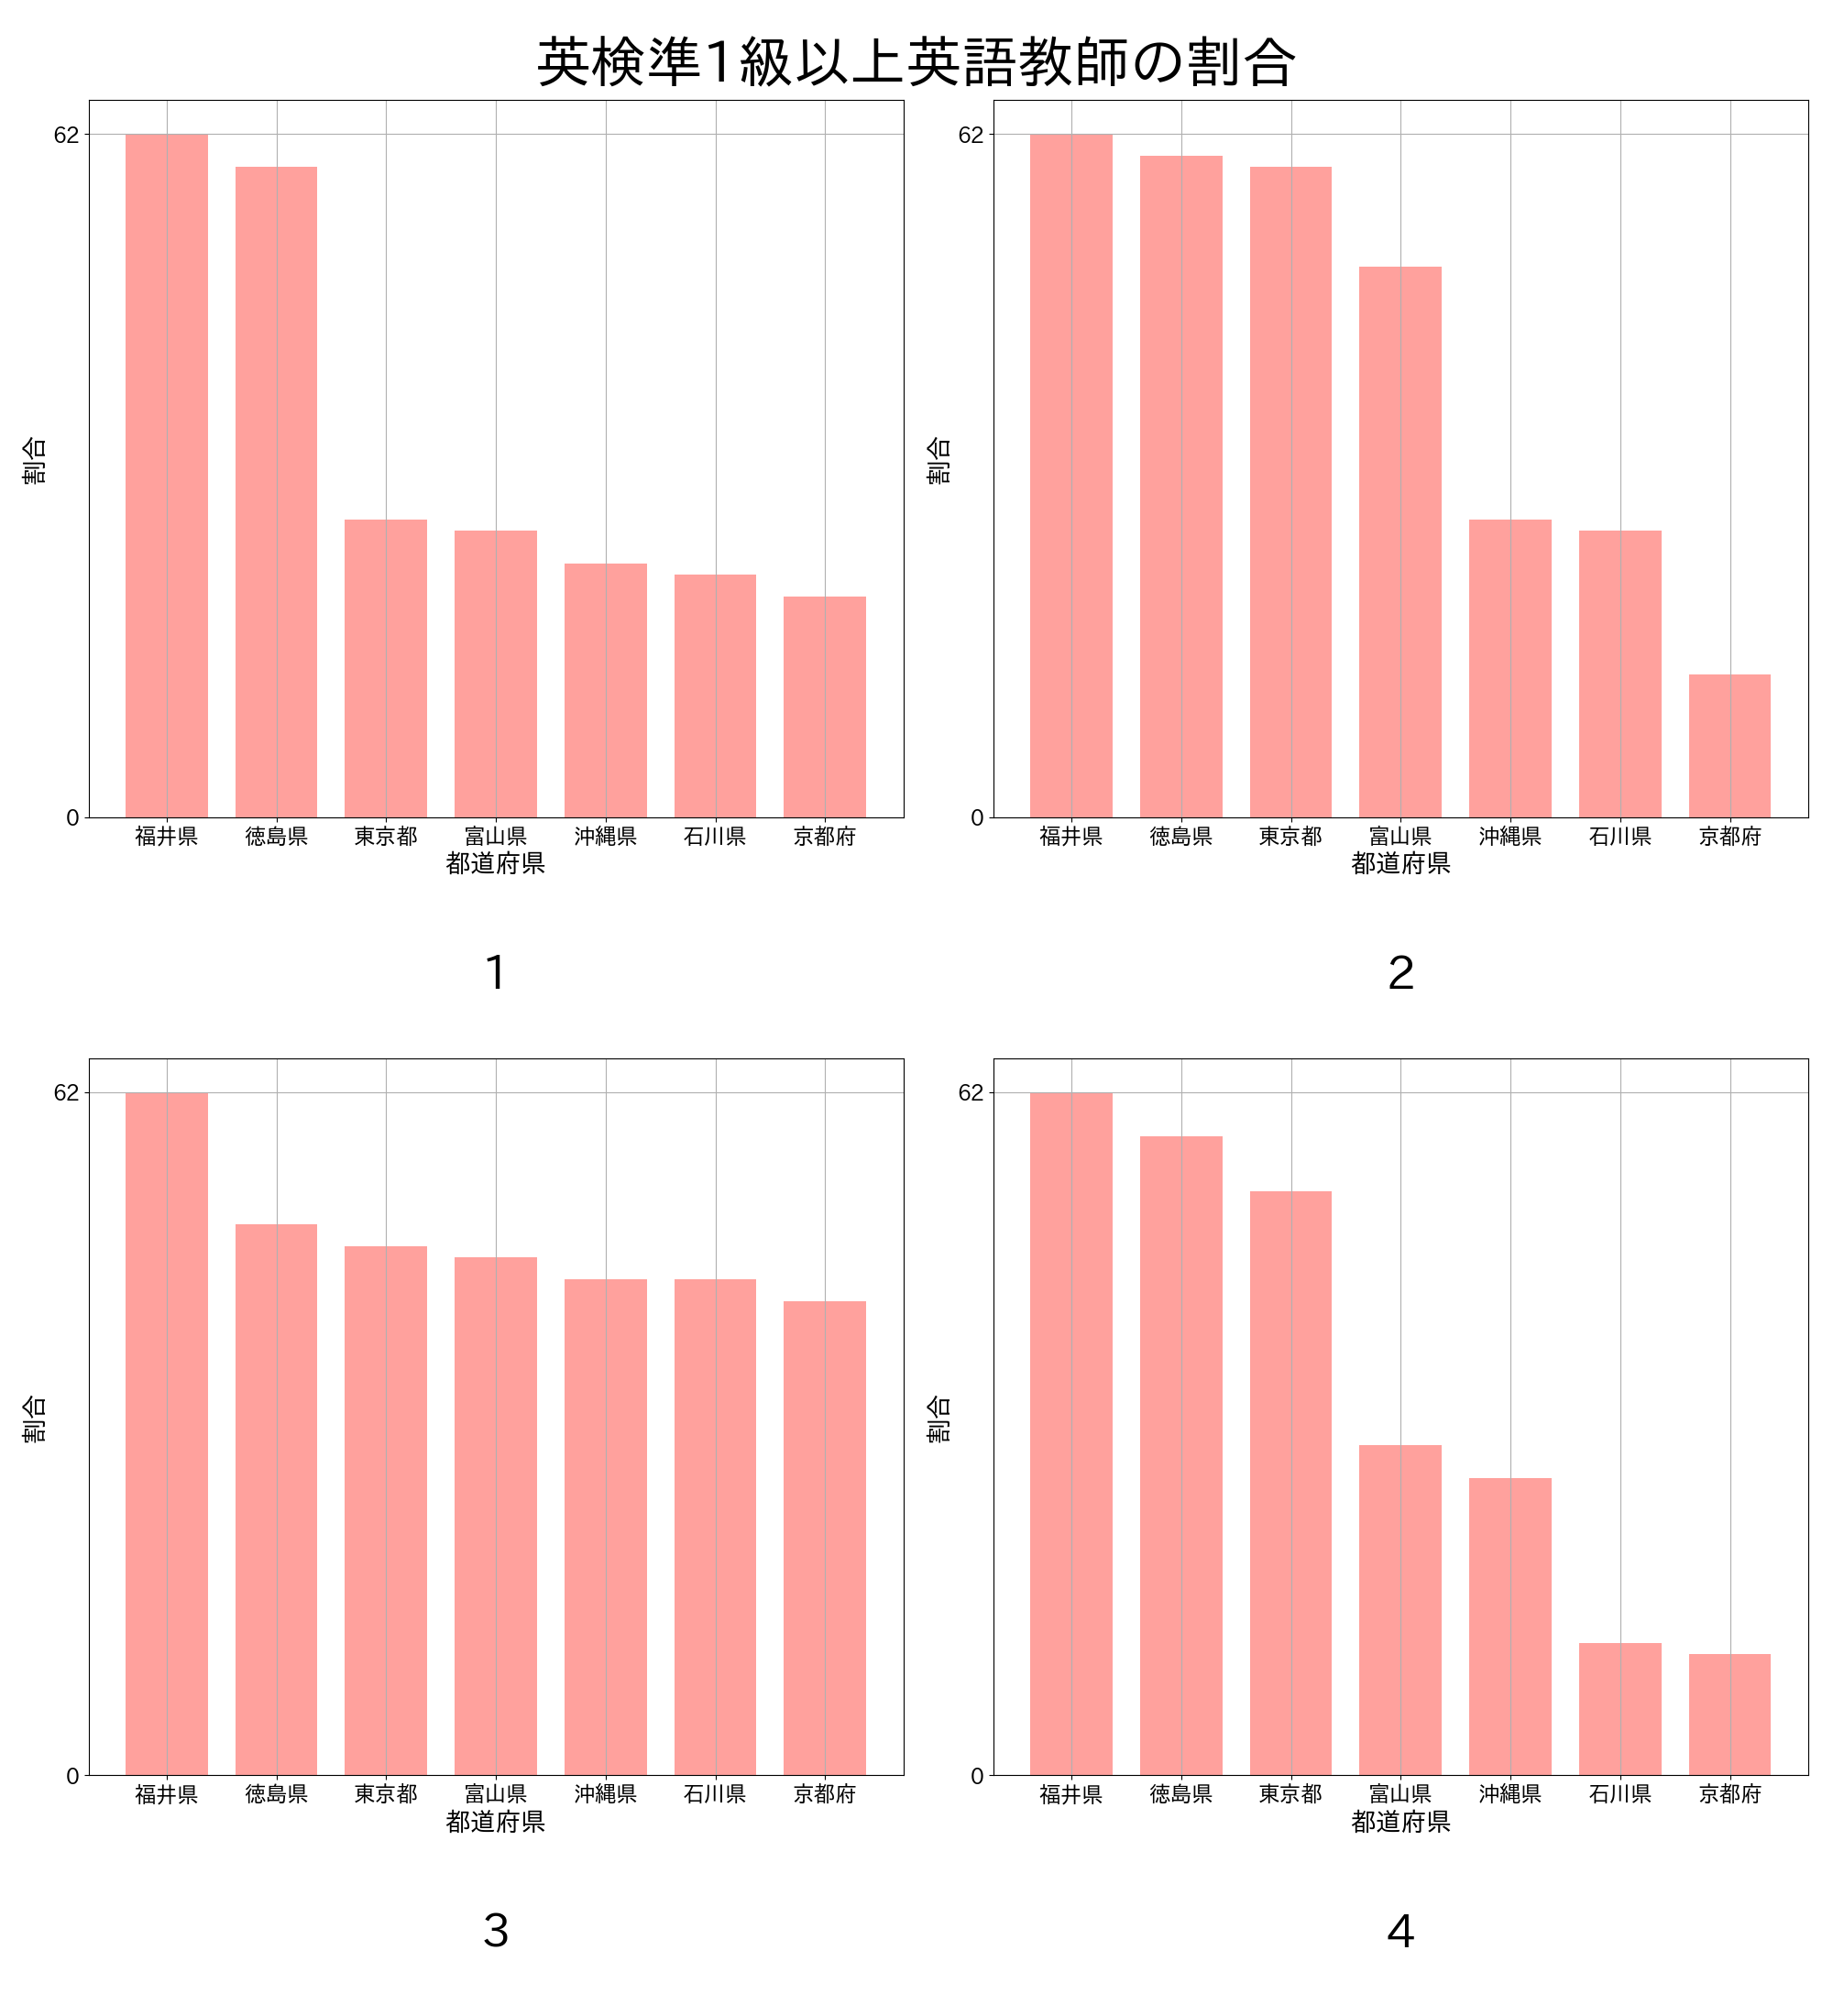 英検準1級以上英語教師の割合
62
0
割合
福井県 徳島県 東京都 富山県 沖縄県 石川県 京都府
都道府県
1
62
0
割合
福井県 徳島県 東京都 富山県 沖縄県 石川県 京都府
都道府県
2
62
0
割合
福井県 徳島県 東京都 富山県 沖縄県 石川県 京都府
都道府県
3
62
0
割合
福井県 徳島県 東京都 富山県 沖縄県 石川県 京都府
都道府県
4